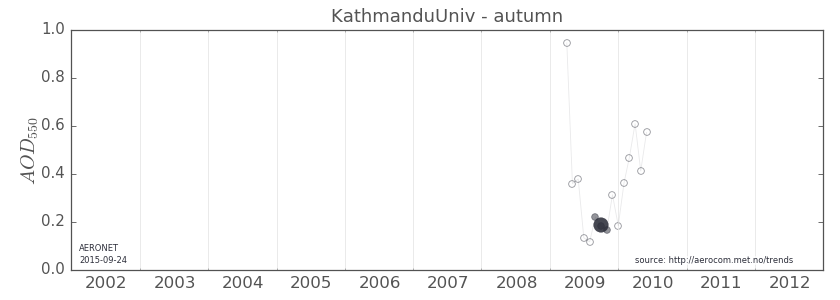 KathmanduUniv - autumn
1.0
0.8
0.6
0.4
0.2
0.0
AOD550
AERONET
2015-09-24
source: http://aerocom.met.no/trends
2002 2003 2004 2005 2006 2007 2008 2009 2010 2011 2012